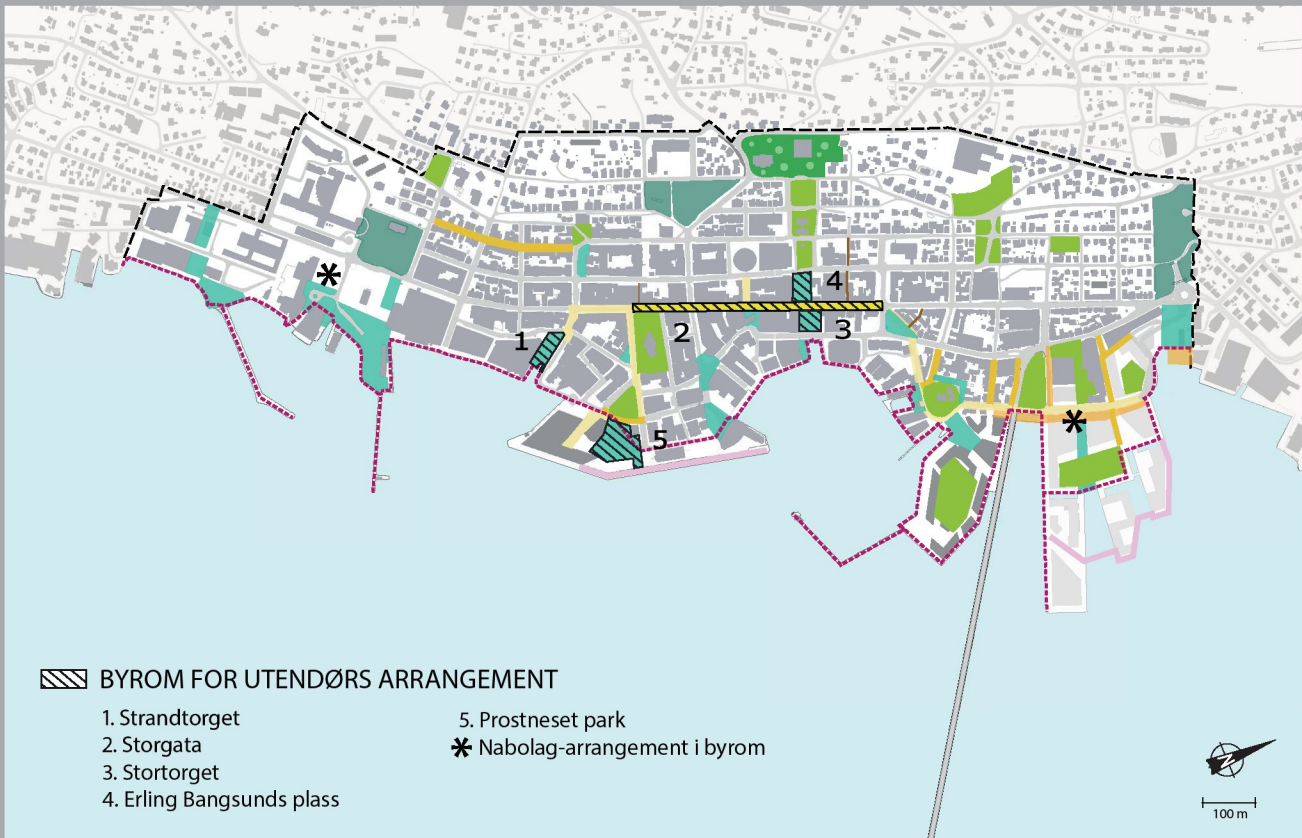 4
1
2
3
5
BYROM FOR UTENDØRS ARRANGEMENT
1. Strandtorget
2. Storgata
3. Stortorget
4. Erling Bangsunds plass
5. Prostneset park
Nabolag-arrangement i byrom
N
100 m